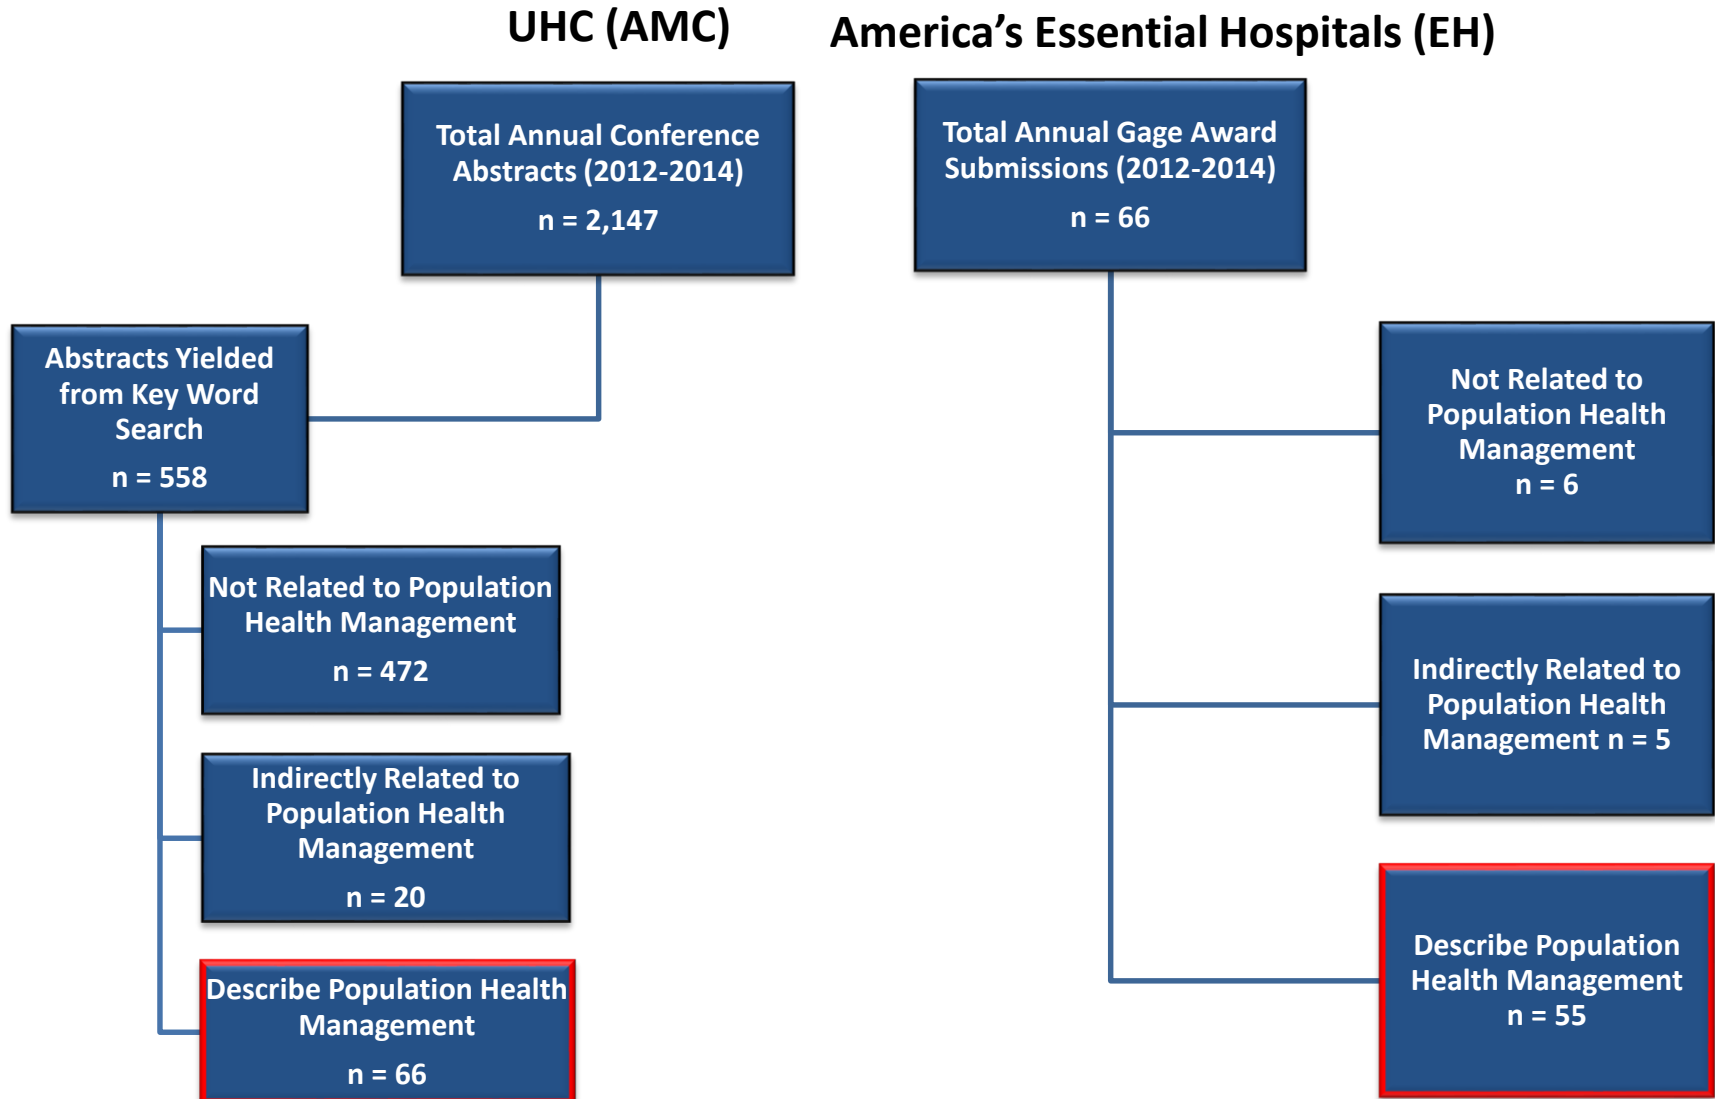 UHC (AMC)
America's Essential Hospitals (EH)
Total Annual Conference
Abstracts (2012-2014)
n = 2,147
Total Annual Gage Award
Submissions (2012-2014)
n = 66
Abstracts Yielded
from Key Word
Search
n = 558
Not Related to Population
Health Management
n = 472
Indirectly Related to
Population Health
Management
n = 20
Describe Population Health
Management
n = 66
Not Related to
Population Health
Management
n = 6
Indirectly Related to
Population Health
Management n = 5
Describe Population
Health Management
n = 55